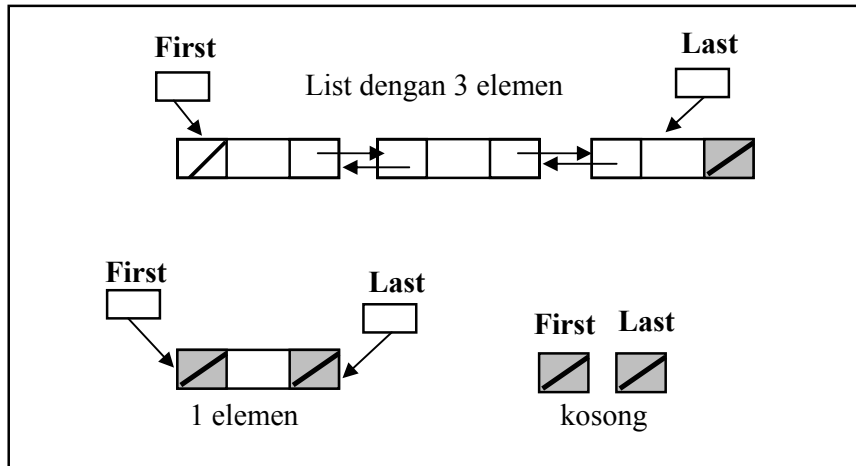 First
Last
List dengan 3 elemen
First
Last
1 elemen
First
Last
kosong